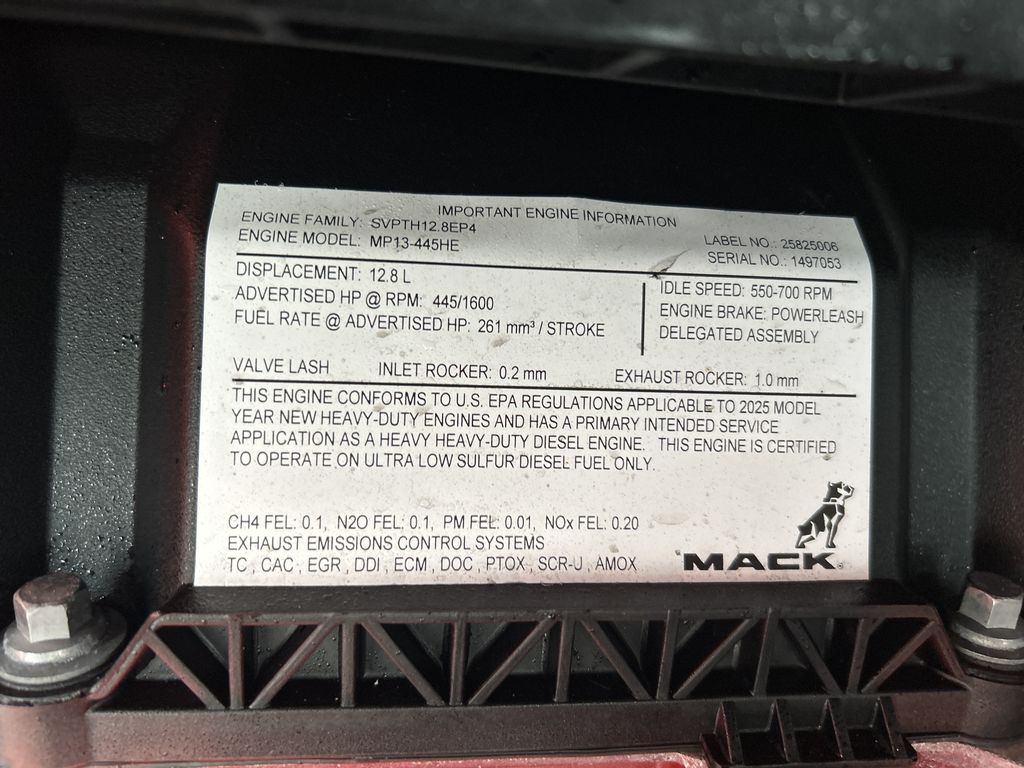 IMPORTANT ENGINE INFORMATION
ENGINE FAMILY: SVPTH12.8EP4
LABEL NO.: 25825006
ENGINE MODEL: MP13-445HE
SERIAL NO.: 1497053
DISPLACEMENT: 12.8 L
IDLE SPEED: 550-700 RPM
ADVERTISED HP @ RPM: 445/1600
ENGINE BRAKE: POWERLEASH
FUEL RATE @ ADVERTISED HP: 261 mm³ / STROKE
DELEGATED ASSEMBLY
VALVE LASH INLET ROCKER: 0.2 mm EXHAUST ROCKER: 1.0 mm
THIS ENGINE CONFORMS TO U.S. EPA REGULATIONS APPLICABLE TO 2025 MODEL
YEAR NEW HEAVY-DUTY ENGINES AND HAS A PRIMARY INTENDED SERVICE
APPLICATION AS A HEAVY HEAVY-DUTY DIESEL ENGINE. THIS ENGINE IS CERTIFIED
TO OPERATE ON ULTRA LOW SULFUR DIESEL FUEL ONLY.
CH4 FEL: 0.1, N2O FEL: 0.1, PM FEL: 0.01, NOx FEL: 0.20
EXHAUST EMISSIONS CONTROL SYSTEMS
TC , CAC , EGR , DDI , ECM , DOC , PTOX , SCR-U , AMOX
MACK®